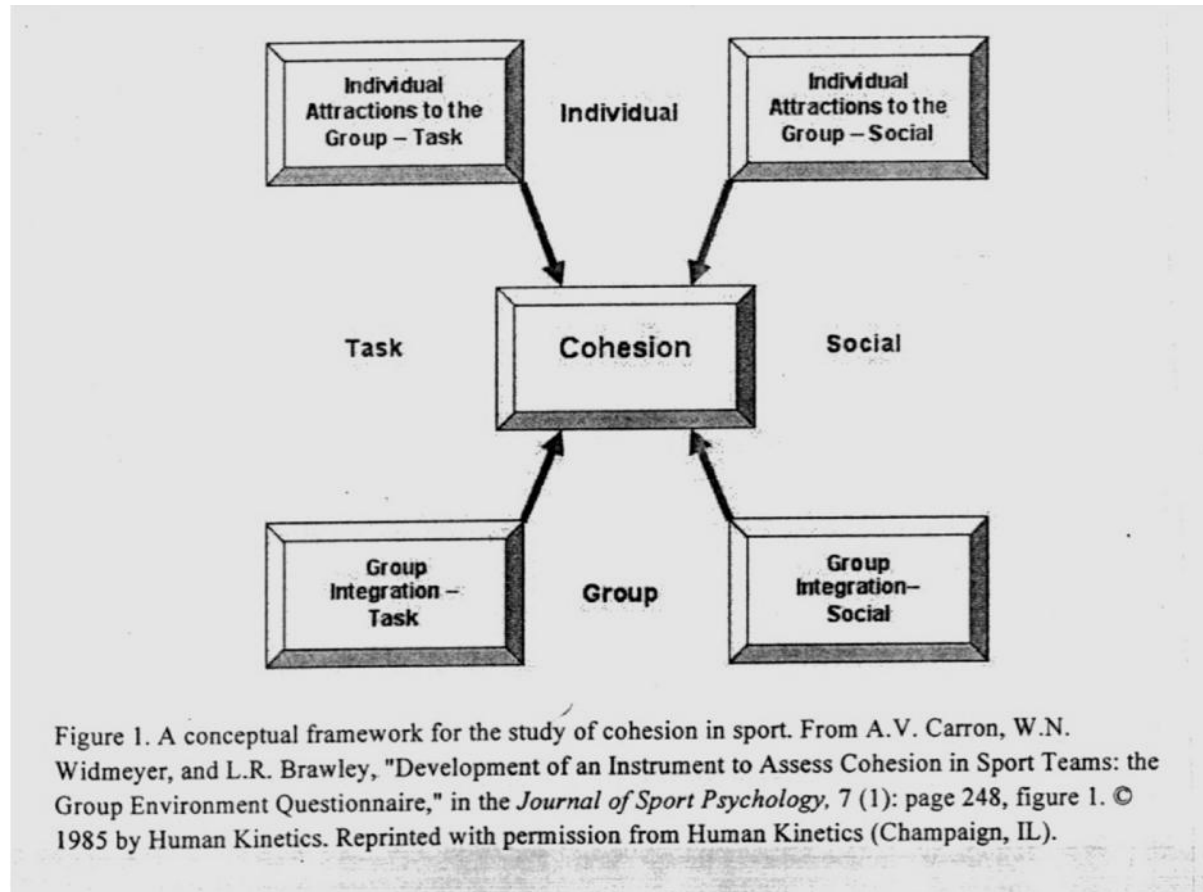 Individual
Attractions to the
Group – Task
Individual
Individual
Attractions to the
Group – Social
Task
Cohesion
Social
Group
Integration –
Task
Group
Group
Integration–
Social
Figure 1. A conceptual framework for the study of cohesion in sport. From A.V. Carron, W.N.
Widmeyer, and L.R. Brawley, "Development of an Instrument to Assess Cohesion in Sport Teams: the
Group Environment Questionnaire," in the Journal of Sport Psychology, 7 (1): page 248, figure 1. ©
1985 by Human Kinetics. Reprinted with permission from Human Kinetics (Champaign, IL).